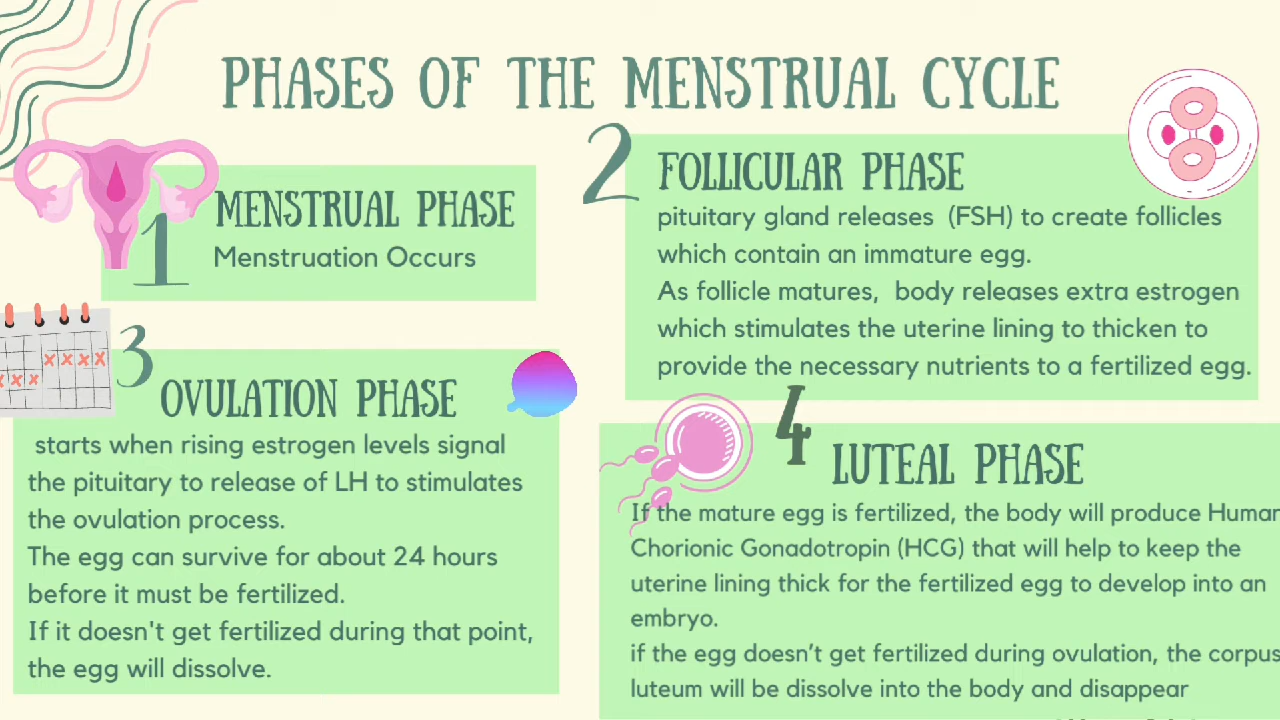 PHASES OF THE MENSTRUAL CYCLE
1
MENSTRUAL PHASE
Menstruation Occurs
2
FOLLICULAR PHASE
pituitary gland releases (FSH) to create follicles
which contain an immature egg.
As follicle matures, body releases extra estrogen
which stimulates the uterine lining to thicken to
provide the necessary nutrients to a fertilized egg.
3
OVULATION PHASE
starts when rising estrogen levels signal
the pituitary to release of LH to stimulates
the ovulation process.
The egg can survive for about 24 hours
before it must be fertilized.
If it doesn't get fertilized during that point,
the egg will dissolve.
4
LUTEAL PHASE
If the mature egg is fertilized, the body will produce Human
Chorionic Gonadotropin (HCG) that will help to keep the
uterine lining thick for the fertilized egg to develop into an
embryo.
if the egg doesn’t get fertilized during ovulation, the corpus
luteum will be dissolve into the body and disappear